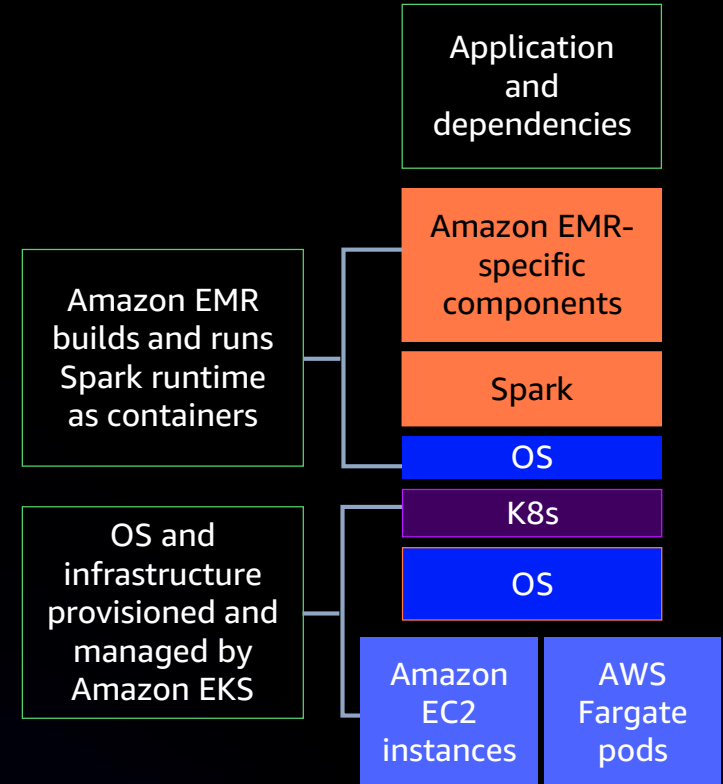 Application
and
dependencies
Amazon EMR-
specific
components
Amazon EMR
builds and runs
Spark runtime
as containers
Spark
OS
K8s
OS and
infrastructure
provisioned and
managed by
Amazon EKS
OS
Amazon
EC2
instances
AWS
Fargate
pods